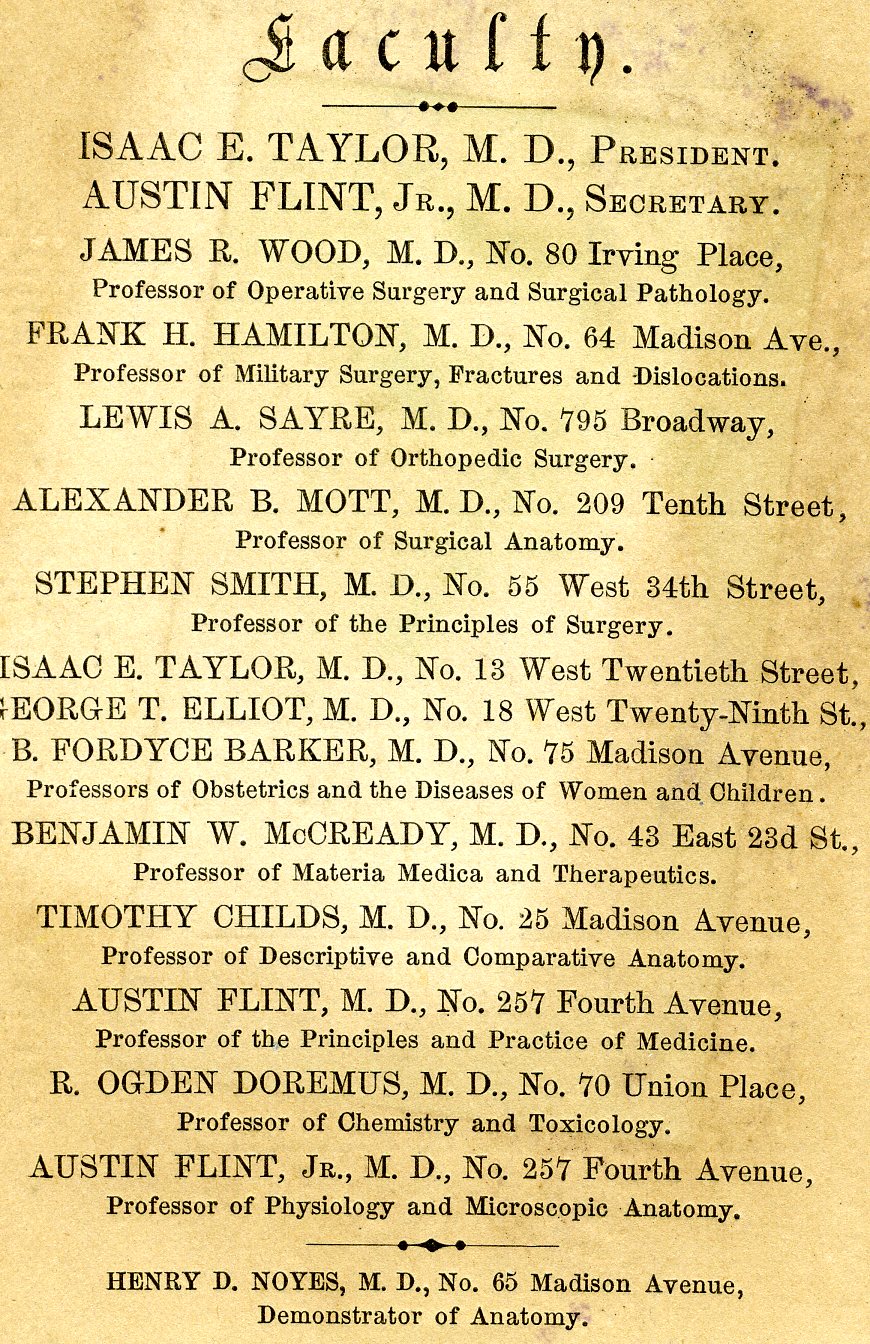 Faculty.
ISAAC E. TAYLOR, M. D., PRESIDENT.
AUSTIN FLINT, JR., M. D., SECRETARY.
JAMES R. WOOD, M. D., No. 80 Irving Place,
Professor of Operative Surgery and Surgical Pathology.
FRANK H. HAMILTON, M. D., No. 64 Madison Ave.,
Professor of Military Surgery, Fractures and Dislocations.
LEWIS A. SAYRE, M. D., No. 795 Broadway,
Professor of Orthopedic Surgery.
ALEXANDER B. MOTT, M. D., No. 209 Tenth Street,
Professor of Surgical Anatomy.
STEPHEN SMITH, M. D., No. 55 West 34th Street,
Professor of the Principles of Surgery.
ISAAC E. TAYLOR, M. D., No. 13 West Twentieth Street,
GEORGE T. ELLIOT, M. D., No. 18 West Twenty-Ninth St.,
B. FORDYCE BARKER, M. D., No. 75 Madison Avenue,
Professors of Obstetrics and the Diseases of Women and Children.
BENJAMIN W. McCREADY, M. D., No. 43 East 23d St.,
Professor of Materia Medica and Therapeutics.
TIMOTHY CHILDS, M. D., No. 25 Madison Avenue,
Professor of Descriptive and Comparative Anatomy.
AUSTIN FLINT, M. D., No. 257 Fourth Avenue,
Professor of the Principles and Practice of Medicine.
R. OGDEN DOREMUS, M. D., No. 70 Union Place,
Professor of Chemistry and Toxicology.
AUSTIN FLINT, JR., M. D., No. 257 Fourth Avenue,
Professor of Physiology and Microscopic Anatomy.
HENRY D. NOYES, M. D., No. 65 Madison Avenue,
Demonstrator of Anatomy.